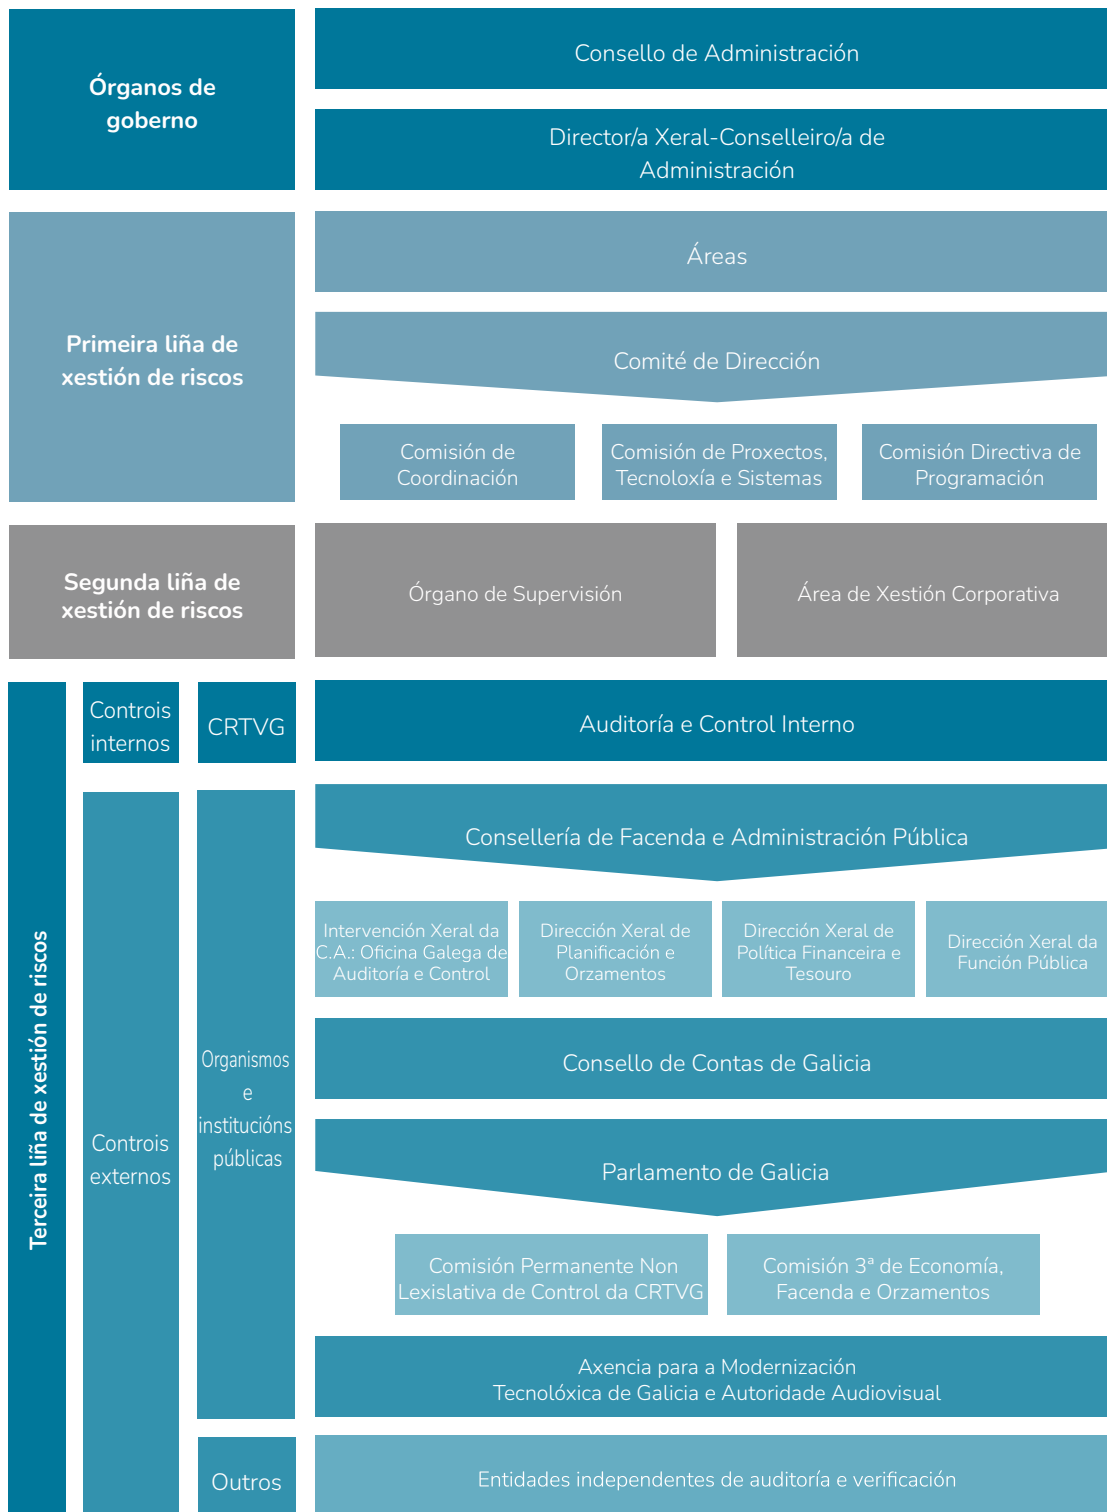 Órganos de
goberno
Consello de Administración
Director/a Xeral-Conselleiro/a de
Administración
Primeira liña de
xestión de riscos
Áreas
Comité de Dirección
Comisión de
Coordinación
Comisión de Proxectos,
Tecnoloxía e Sistemas
Comisión Directiva de
Programación
Segunda liña de
xestión de riscos
Órgano de Supervisión
Área de Xestión Corporativa
Terceira liña de xestión de riscos
Controis
internos
CRTVG
Auditoría e Control Interno
Controis
externos
Organismos
e
institucións
públicas
Consellería de Facenda e Administración Pública
Intervención Xeral da
C.A.: Oficina Galega de
Auditoría e Control
Dirección Xeral de
Planificación e
Orzamentos
Dirección Xeral de
Política Financeira e
Tesouro
Dirección Xeral da
Función Pública
Consello de Contas de Galicia
Parlamento de Galicia
Comisión Permanente Non
Lexislativa de Control da CRTVG
Comisión 3ª de Economía,
Facenda e Orzamentos
Axencia para a Modernización
Tecnolóxica de Galicia e Autoridade Audiovisual
Outros
Entidades independentes de auditoría e verificación